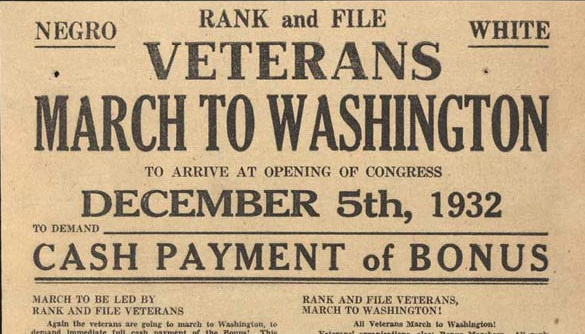 RANK and FILE
NEGRO WHITE
VETERANS
MARCH TO WASHINGTON
TO ARRIVE AT OPENING OF CONGRESS
DECEMBER 5th, 1932
TO DEMAND
CASH PAYMENT of BONUS
MARCH TO BE LED BY
RANK AND FILE VETERANS
Again the veterans are going to march to Washington, to
demand immediate full cash payment of the Bonus! This
RANK AND FILE VETERANS,
MARCH TO WASHINGTON!
All Veterans March to Washington!